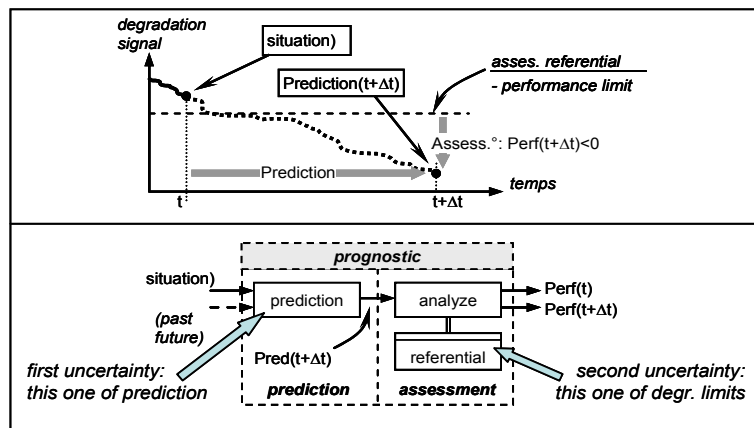 degradation
signal
situation)
Prediction(t+Δt)
asses. referential
- performance limit
Assess.°: Perf(t+Δt)<0
Prediction
t
t+Δt
temps
prognostic
situation)
(past
future)
prediction
analyze
Perf(t)
Perf(t+Δt)
Pred(t+Δt)
referential
first uncertainty:
this one of prediction
prediction
assessment
second uncertainty:
this one of degr. limits